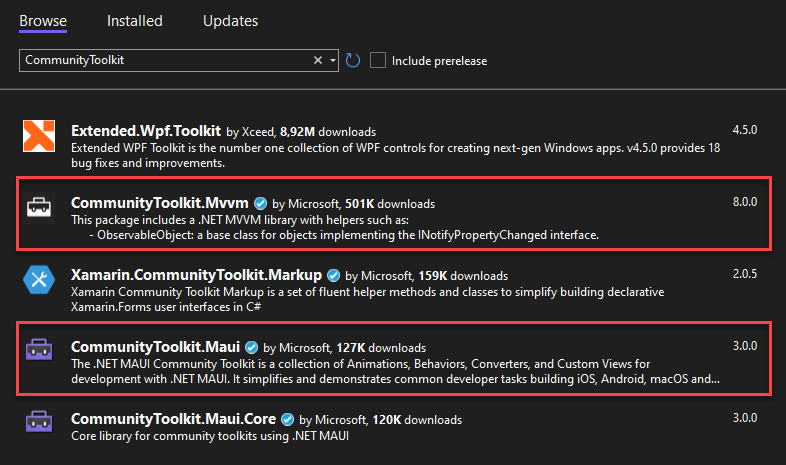 Browse Installed Updates
CommunityToolkit
Include prerelease
Extended.Wpf.Toolkit by Xceed, 8,92M downloads 4.5.0
Extended WPF Toolkit is the number one collection of WPF controls for creating next-gen Windows apps. v4.5.0 provides 18
bug fixes and improvements.
CommunityToolkit.Mvvm by Microsoft, 501K downloads 8.0.0
This package includes a .NET MVVM library with helpers such as:
- ObservableObject: a base class for objects implementing the INotifyPropertyChanged interface.
Xamarin.CommunityToolkit.Markup by Microsoft, 159K downloads 2.0.5
Xamarin Community Toolkit Markup is a set of fluent helper methods and classes to simplify building declarative
Xamarin.Forms user interfaces in C#
CommunityToolkit.Maui by Microsoft, 127K downloads 3.0.0
The .NET MAUI Community Toolkit is a collection of Animations, Behaviors, Converters, and Custom Views for
development with .NET MAUI. It simplifies and demonstrates common developer tasks building iOS, Android, macOS and...
CommunityToolkit.Maui.Core by Microsoft, 120K downloads 3.0.0
Core library for community toolkits using .NET MAUI